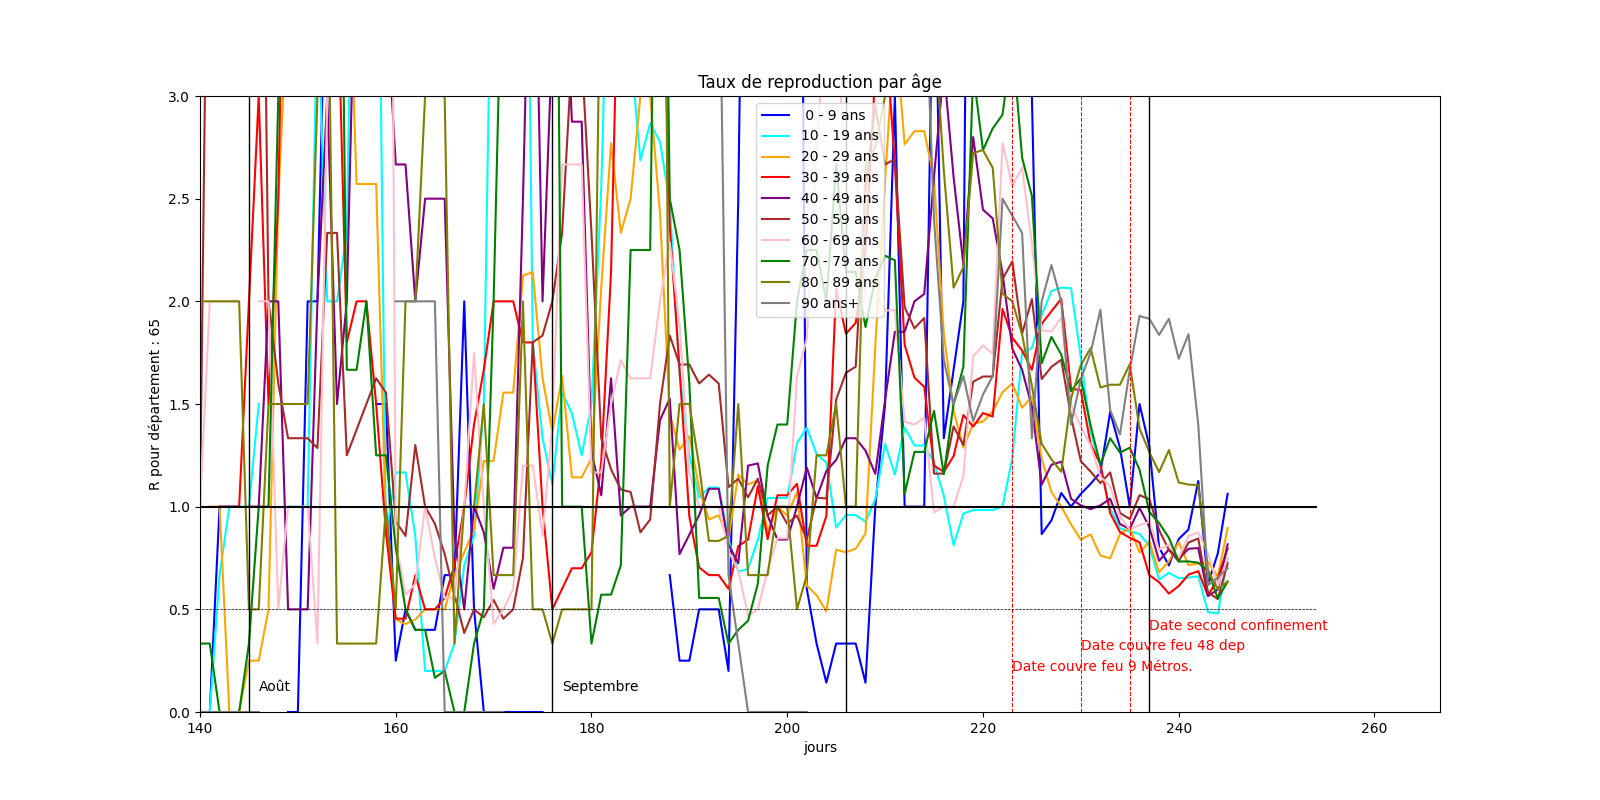 Taux de reproduction par âge
R pour département : 65
3.0
2.5
2.0
1.5
1.0
0.5
0.0
0 - 9 ans
10 - 19 ans
20 - 29 ans
30 - 39 ans
40 - 49 ans
50 - 59 ans
60 - 69 ans
70 - 79 ans
80 - 89 ans
90 ans+
Date second confinement
Date couvre feu 48 dep
Date couvre feu 9 Métros.
Août
Septembre
140
160
180
200
220
240
260
jours